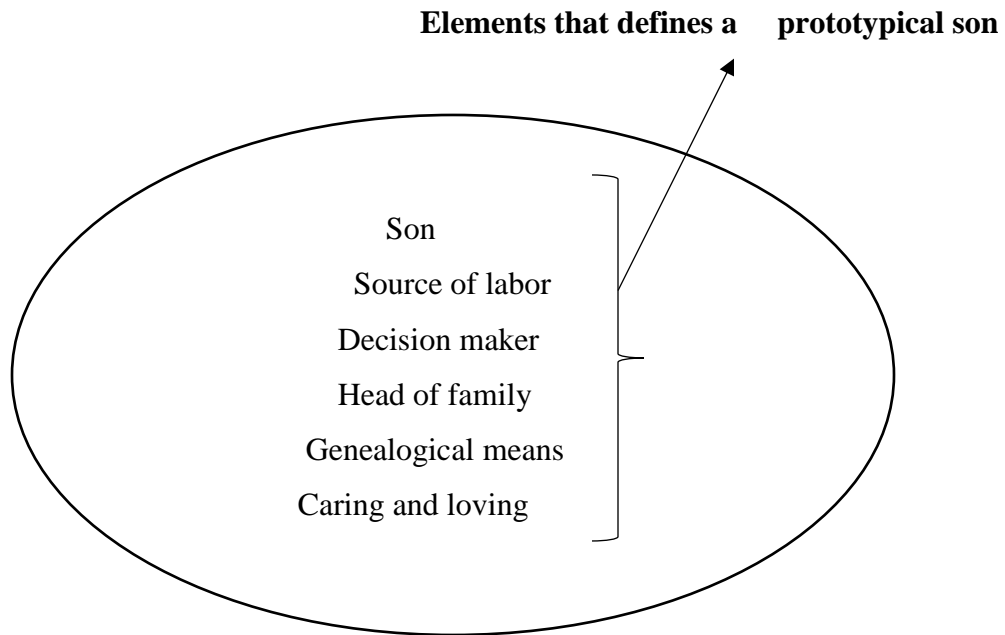 Elements that defines a prototypical son
Son
Source of labor
Decision maker
Head of family
Genealogical means
Caring and loving